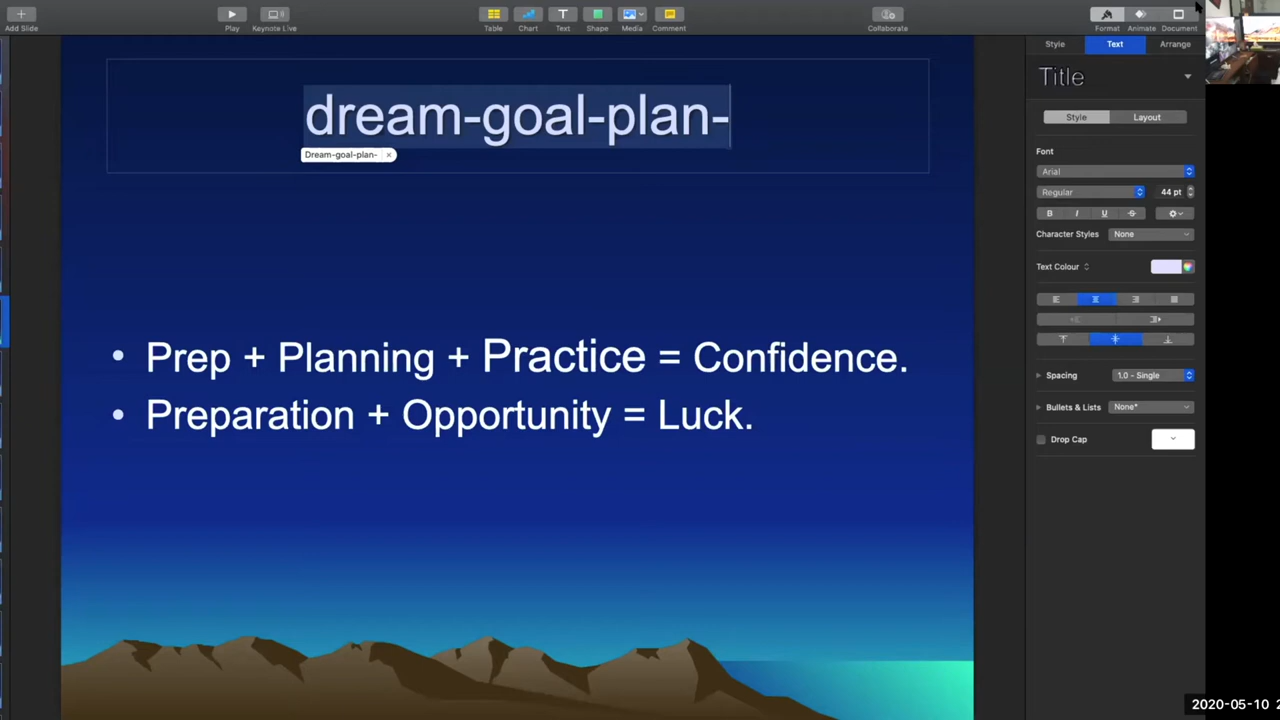 Add Slide
Play
Keynote Live
Table
Chart
Text
Shape
Media
Comment
Collaborate
Format
Animate
Document
Style
Text
Arrange
dream-goal-plan-
Dream-goal-plan-
Prep + Planning + Practice = Confidence.
Preparation + Opportunity = Luck.
Title
Style
Layout
Font
Arial
Regular
44 pt
B I U S
Character Styles None
Text Colour
Spacing 1.0 - Single
Bullets & Lists None*
Drop Cap
2020-05-10 2